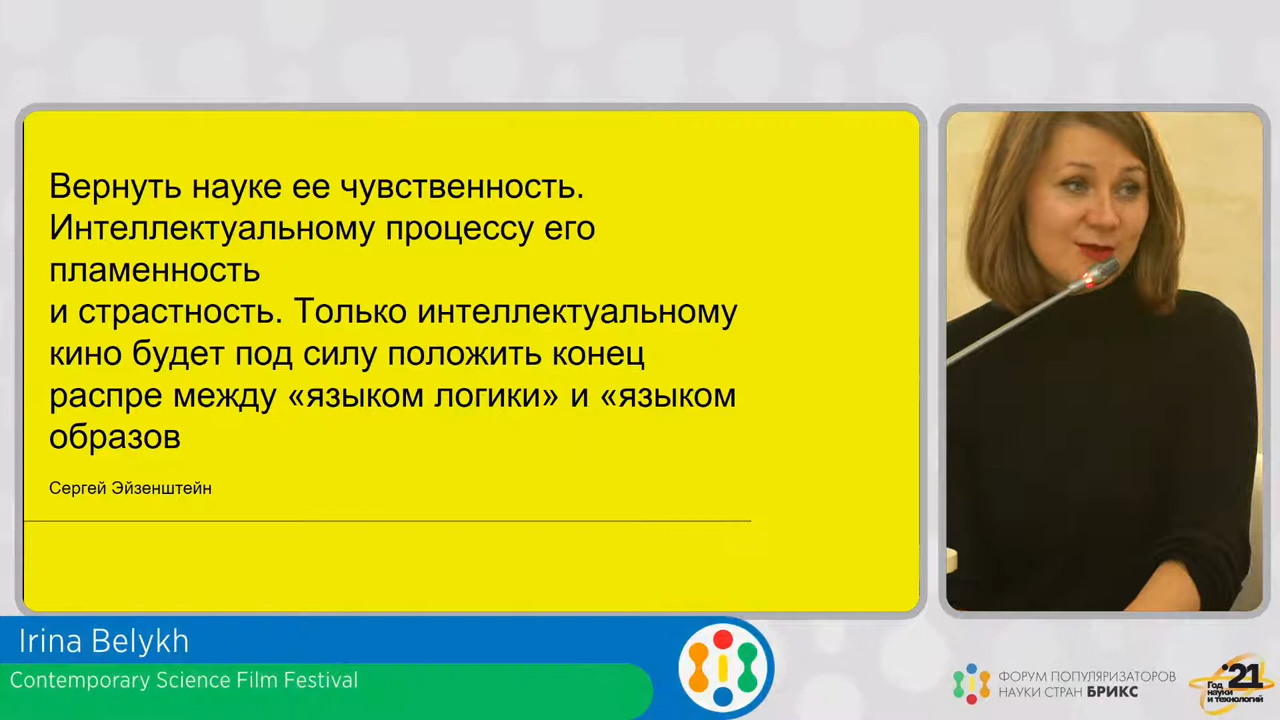 Вернуть науке ее чувственность.
Интеллектуальному процессу его
пламенность
и страстность. Только интеллектуальному
кино будет под силу положить конец
распре между «языком логики» и «языком
образов
Сергей Эйзенштейн
Irina Belykh
Contemporary Science Film Festival
ФОРУМ ПОПУЛЯРИЗАТОРОВ
НАУКИ СТРАН БРИКС
'21
Год
науки
и технологий